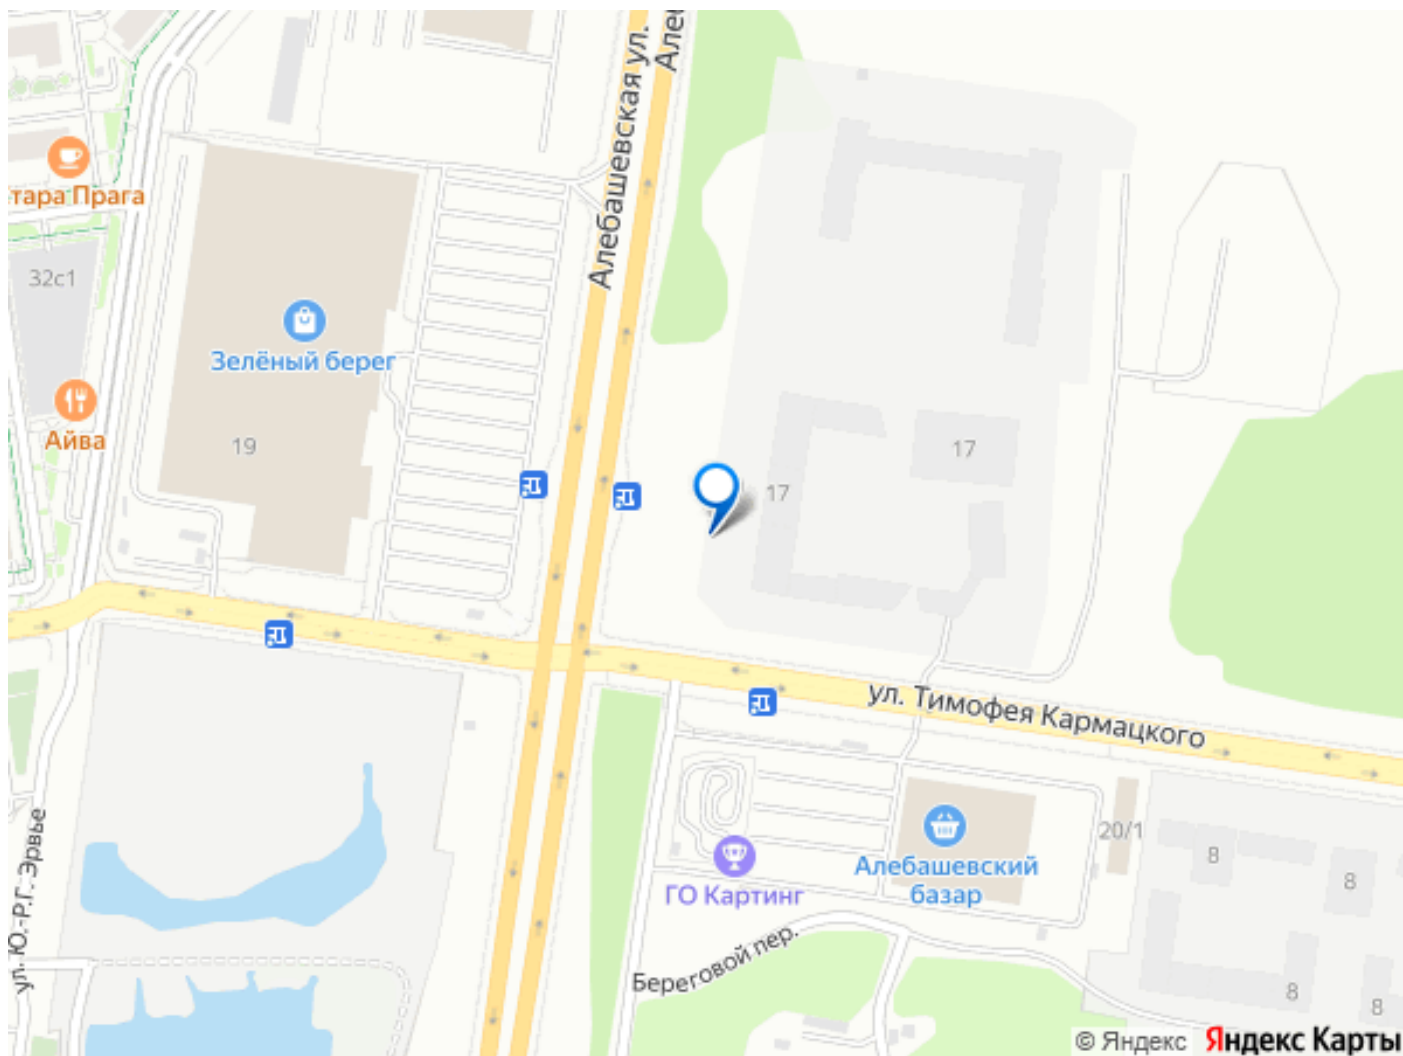 Алебашевская ул.
Але
тара Прага
32с1
Зелёный берег
Айва
19
17
17
ул. Тимофея Кармацкого
20/1
Алебашевский
базар
ГО Картинг
8
8
8
8
ул. Ю.-Р.Г. Эрвье
Береговой пер.
© Яндекс Яндекс Карты